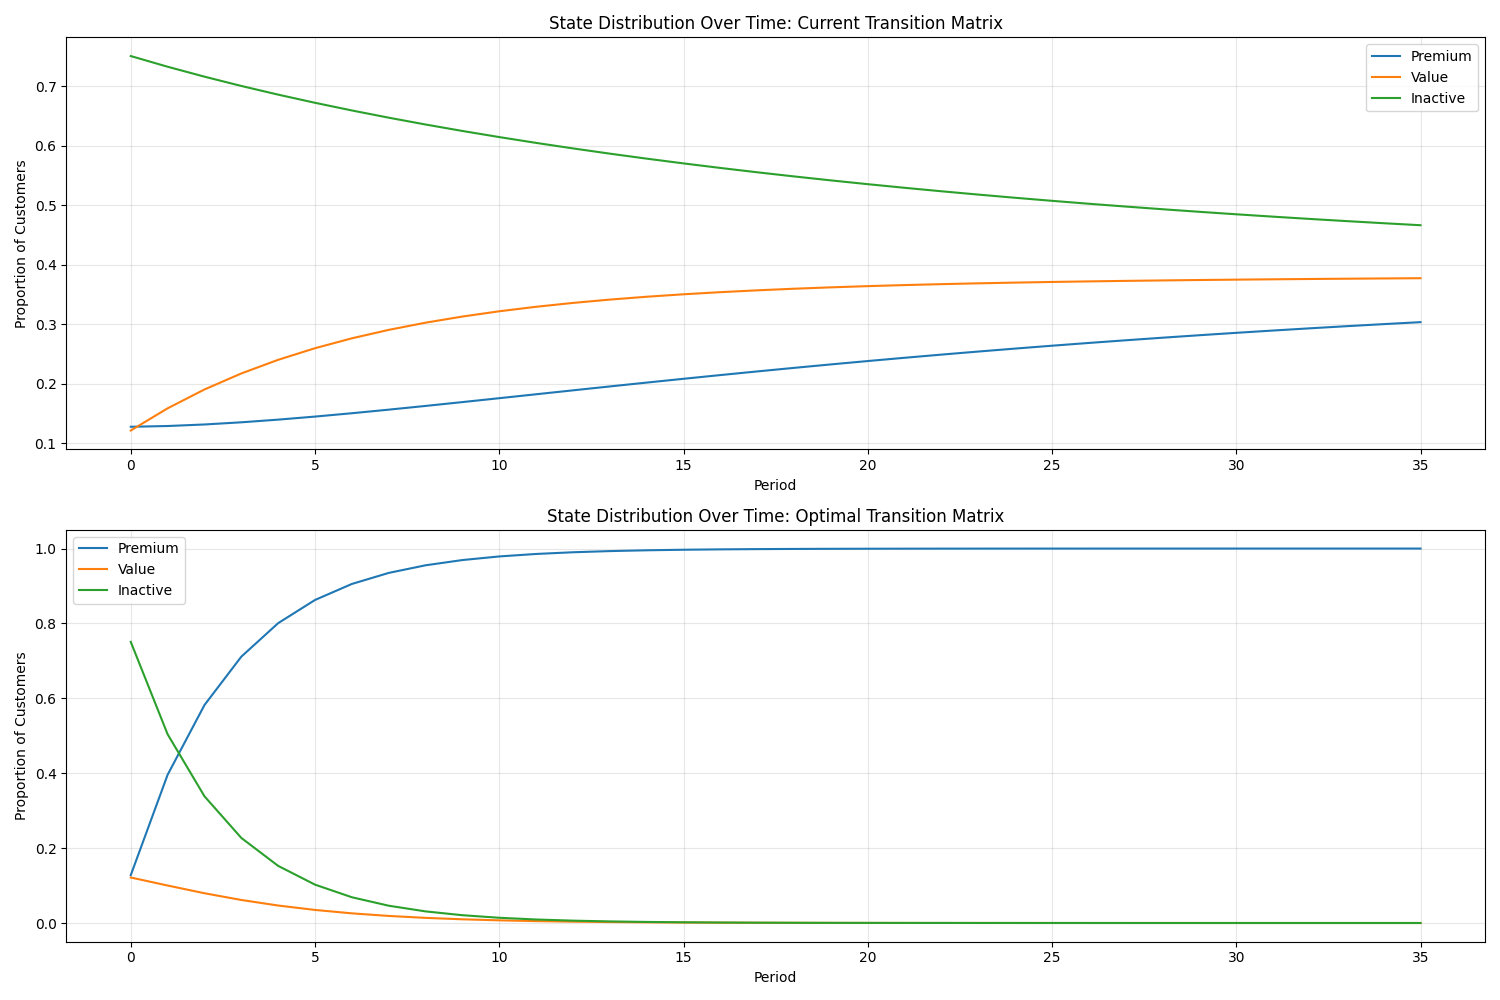 State Distribution Over Time: Current Transition Matrix
Proportion of Customers
0.7
0.6
0.5
0.4
0.3
0.2
0.1
Premium
Value
Inactive
0 5 10 15 20 25 30 35
Period
State Distribution Over Time: Optimal Transition Matrix
Proportion of Customers
1.0
0.8
0.6
0.4
0.2
0.0
Premium
Value
Inactive
0 5 10 15 20 25 30 35
Period